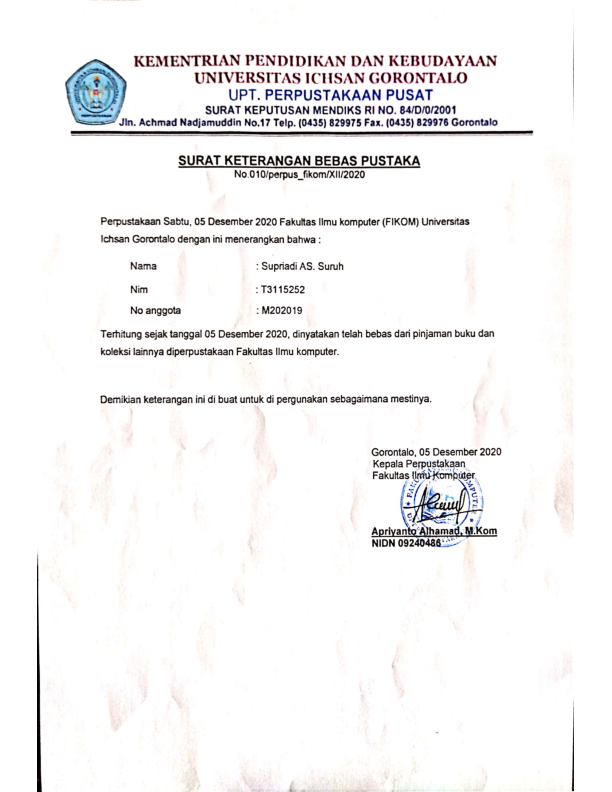 KEMENTRIAN PENDIDIKAN DAN KEBUDAYAAN
UNIVERSITAS ICHSAN GORONTALO
UPT. PERPUSTAKAAN PUSAT
SURAT KEPUTUSAN MENDIKS RI NO. 84/D/0/2001
Jln. Achmad Nadjamuddin No.17 Telp. (0435) 829975 Fax. (0435) 829976 Gorontalo
SURAT KETERANGAN BEBAS PUSTAKA
No.010/perpus_fikom/XII/2020
Perpustakaan Sabtu, 05 Desember 2020 Fakultas Ilmu komputer (FIKOM) Universitas
Ichsan Gorontalo dengan ini menerangkan bahwa :
Nama : Supriadi AS. Suruh
Nim : T3115252
No anggota : M202019
Terhitung sejak tanggal 05 Desember 2020, dinyatakan telah bebas dari pinjaman buku dan
koleksi lainnya diperpustakaan Fakultas Ilmu komputer.
Demikian keterangan ini di buat untuk di pergunakan sebagaimana mestinya.
Gorontalo, 05 Desember 2020
Kepala Perpustakaan
Fakultas Ilmu Komputer
Apriyanto Alhamad, M.Kom
NIDN 09240486